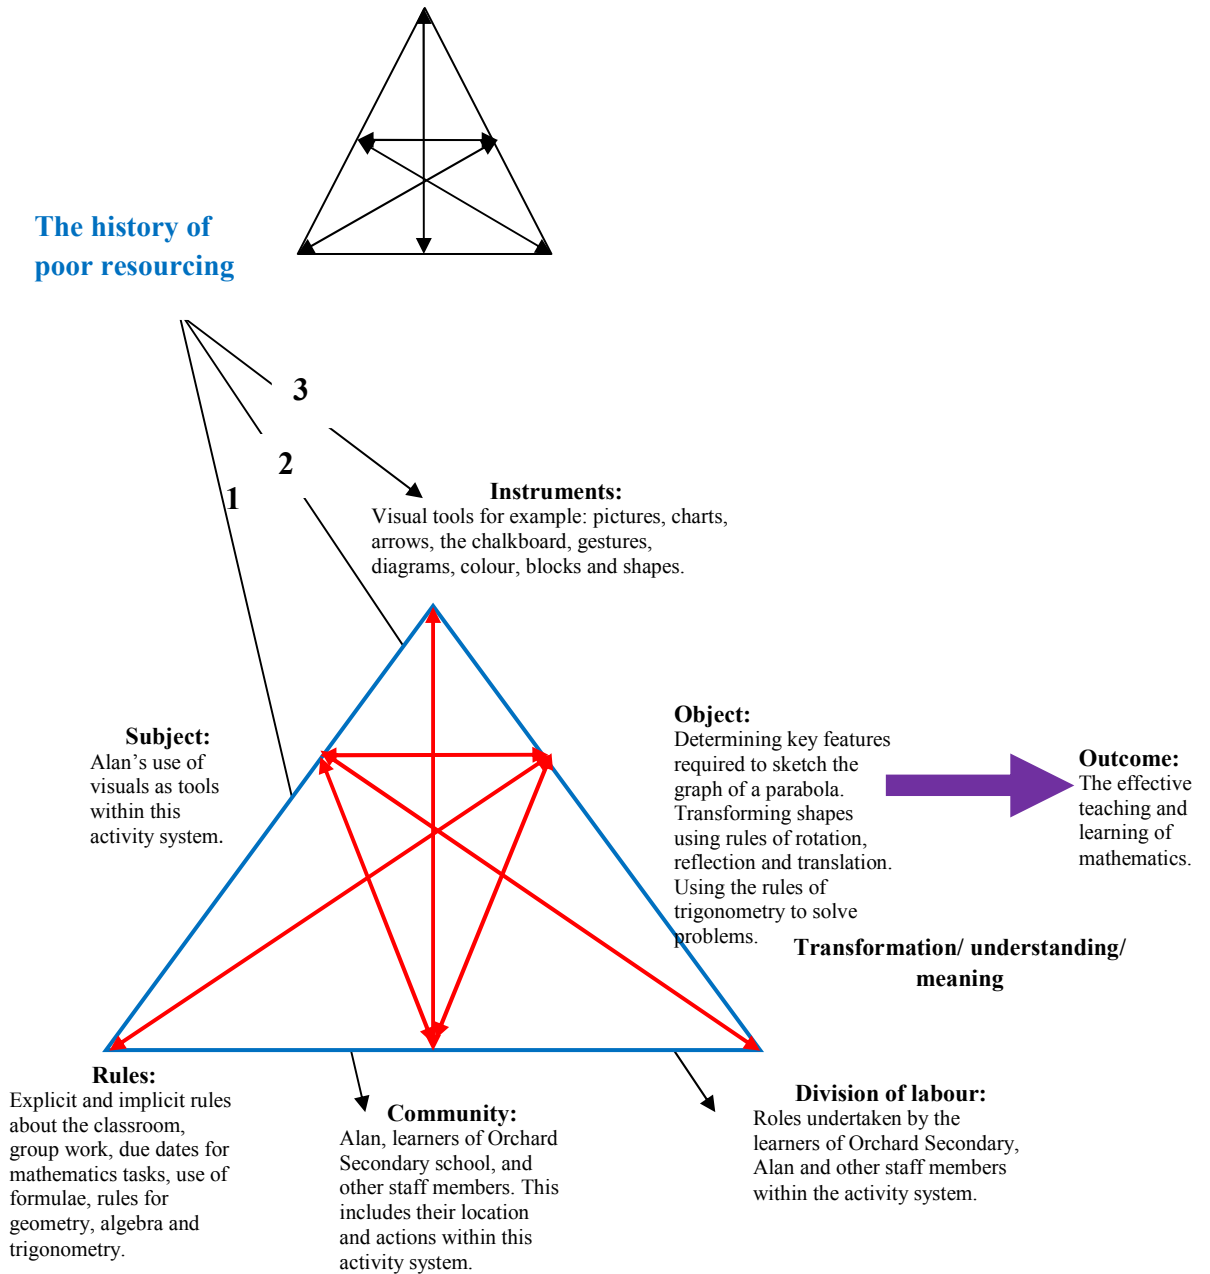 The history of
poor resourcing
3
2
1
Instruments:
Visual tools for example: pictures, charts,
arrows, the chalkboard, gestures,
diagrams, colour, blocks and shapes.
Subject:
Alan’s use of
visuals as tools
within this
activity system.
Object:
Determining key features
required to sketch the
graph of a parabola.
Transforming shapes
using rules of rotation,
reflection and translation.
Using the rules of
trigonometry to solve
problems.
Outcome:
The effective
teaching and
learning of
mathematics.
Transformation/ understanding/
meaning
Rules:
Explicit and implicit rules
about the classroom,
group work, due dates for
mathematics tasks, use of
formulae, rules for
geometry, algebra and
trigonometry.
Community:
Alan, learners of Orchard
Secondary school, and
other staff members. This
includes their location
and actions within this
activity system.
Division of labour:
Roles undertaken by the
learners of Orchard Secondary,
Alan and other staff members
within the activity system.